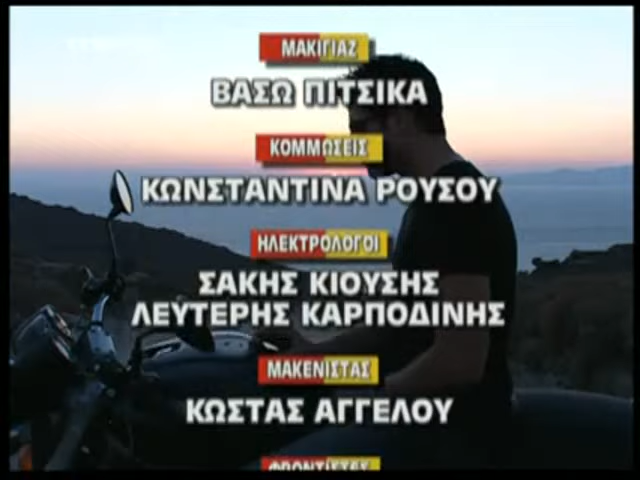 ΜΑΚΙΓΙΑΖ
ΒΑΣΩ ΠΙΤΣΙΚΑ
ΚΟΜΜΩΣΕΙΣ
ΚΩΝΣΤΑΝΤΙΝΑ ΡΟΥΣΟΥ
ΗΛΕΚΤΡΟΛΟΓΟΙ
ΣΑΚΗΣ ΚΙΟΥΣΗΣ
ΛΕΥΤΕΡΗΣ ΚΑΡΠΟΔΙΝΗΣ
ΜΑΚΕΝΙΣΤΑΣ
ΚΩΣΤΑΣ ΑΓΓΕΛΟΥ